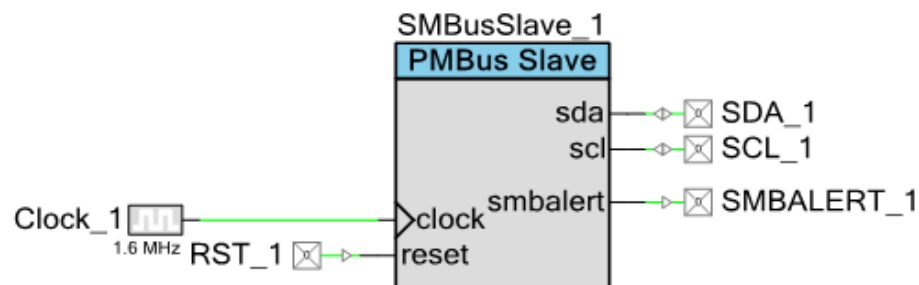 SMBusSlave_1
PMBus Slave
sda
SDA_1
scl
SCL_1
smbalert
SMBALERT_1
Clock_1
1.6 MHz
clock
RST_1
reset